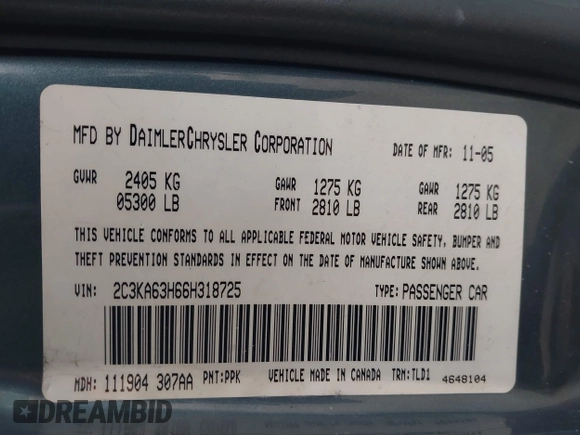 MFD BY DAIMLERCHRYSLER CORPORATION DATE OF MFR: 11-05
GVWR 2405 KG GAWR 1275 KG GAWR 1275 KG
05300 LB FRONT 2810 LB REAR 2810 LB
THIS VEHICLE CONFORMS TO ALL APPLICABLE FEDERAL MOTOR VEHICLE SAFETY, BUMPER AND
THEFT PREVENTION STANDARDS IN EFFECT ON THE DATE OF MANUFACTURE SHOWN ABOVE.
VIN: 2C3KA63H66H318725 TYPE: PASSENGER CAR
MDH: 111904 307AA PNT: PPK VEHICLE MADE IN CANADA TRM: TLD1 4648104
DREAMBID